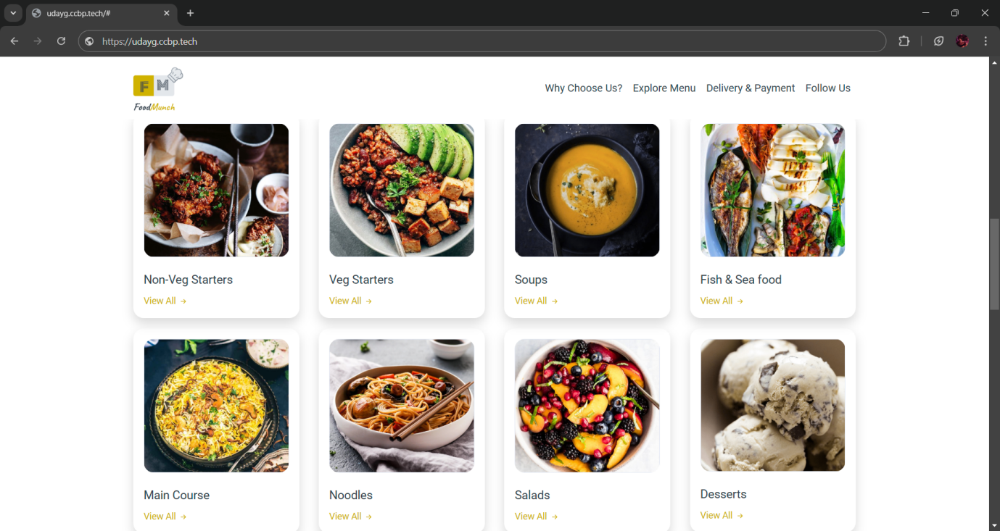 udayg.ccbp.tech/#
https://udayg.ccbp.tech
F M
FoodMunch
Why Choose Us? Explore Menu Delivery & Payment Follow Us
Non-Veg Starters Veg Starters Soups Fish & Sea food
View All → View All → View All → View All →
Main Course Noodles Salads Desserts
View All → View All → View All → View All →